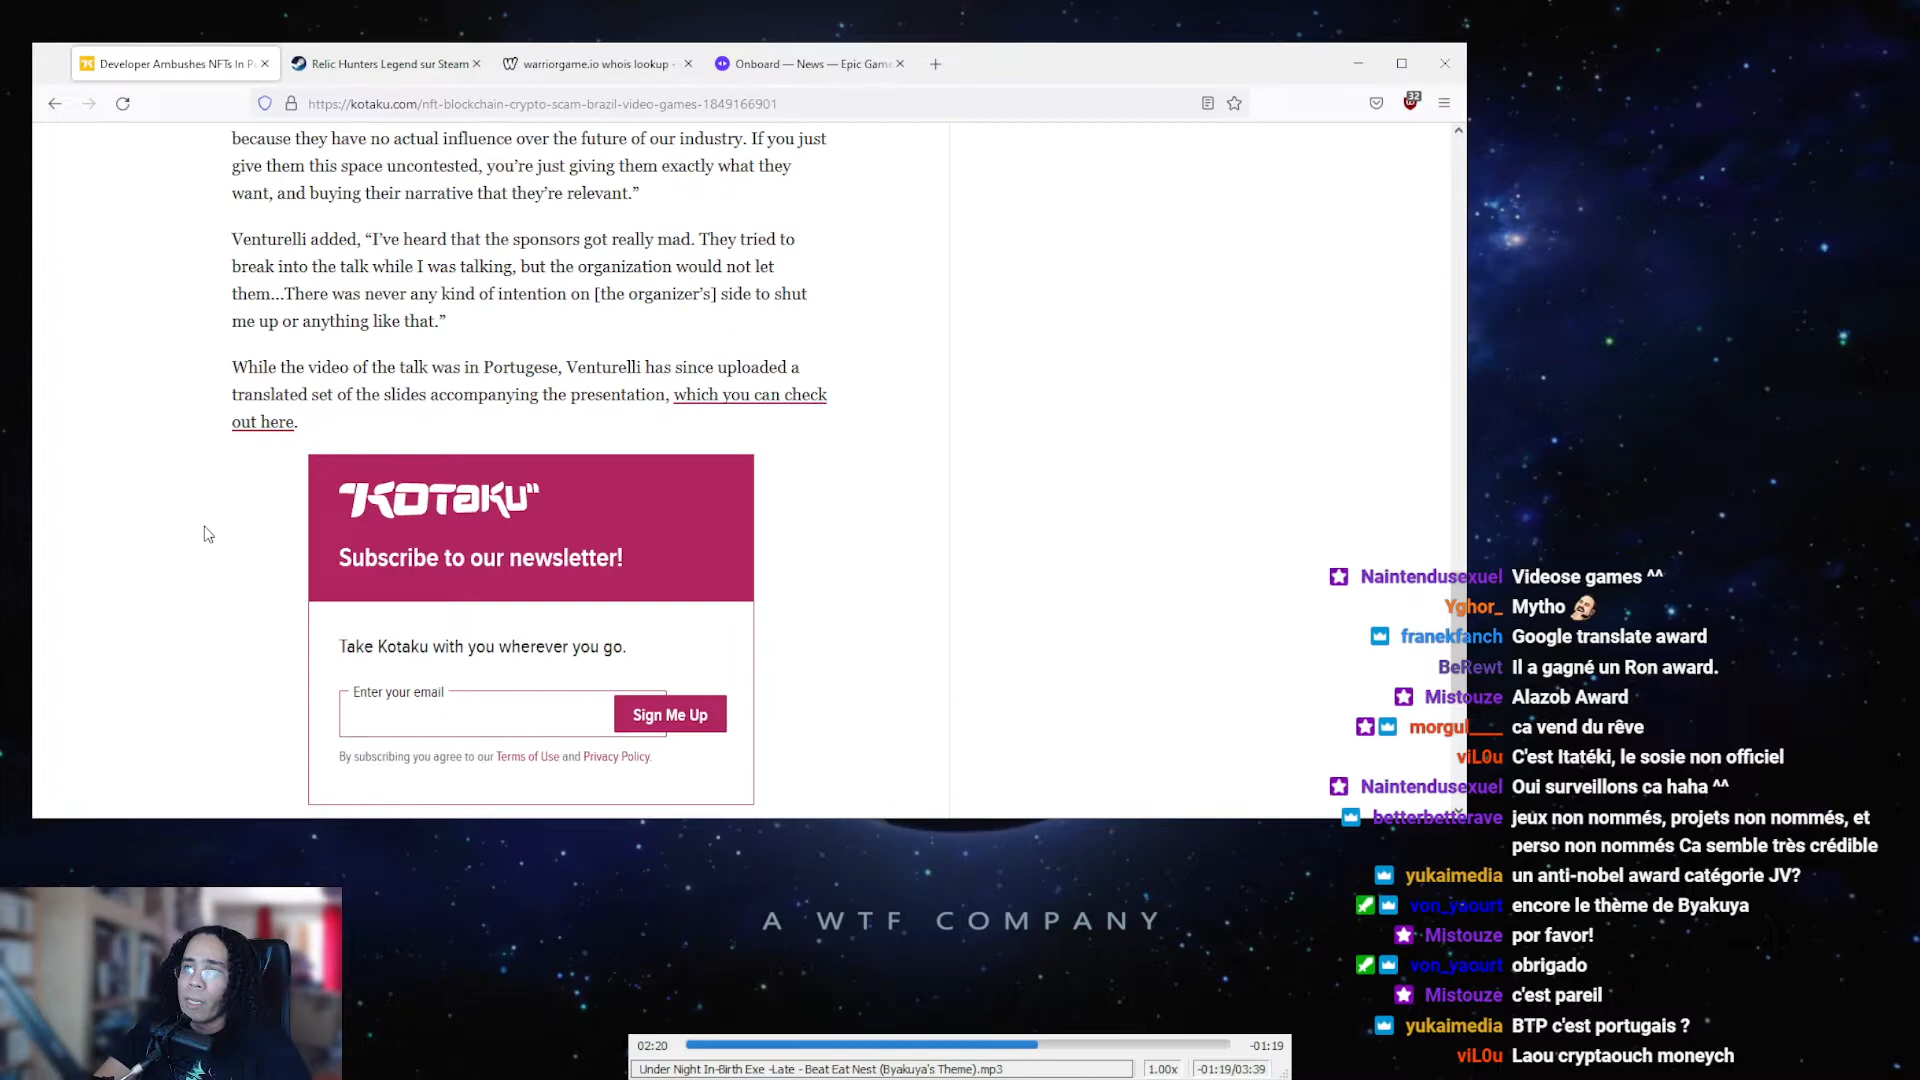 Developer Ambushes NFTs In P
Relic Hunters Legend sur Steam
warriorgame.io whois lookup -
Onboard — News — Epic Game
https://kotaku.com/nft-blockchain-crypto-scam-brazil-video-games-1849166901
32
because they have no actual influence over the future of our industry. If you just
give them this space uncontested, you’re just giving them exactly what they
want, and buying their narrative that they’re relevant.”
Venturelli added, “I’ve heard that the sponsors got really mad. They tried to
break into the talk while I was talking, but the organization would not let
them...There was never any kind of intention on [the organizer’s] side to shut
me up or anything like that.”
While the video of the talk was in Portugese, Venturelli has since uploaded a
translated set of the slides accompanying the presentation, which you can check
out here.
KOTaKU
Subscribe to our newsletter!
Take Kotaku with you wherever you go.
Enter your email
Sign Me Up
By subscribing you agree to our Terms of Use and Privacy Policy.
Naintendusexuel Videose games ^^
Yghor_ Mytho
franekfanch Google translate award
BeRewt Il a gagné un Ron award.
Mistouze Alazob Award
morgul____ ca vend du rêve
viL0u C'est Itatéki, le sosie non officiel
Naintendusexuel Oui surveillons ça haha ^^
betterbetterave jeux non nommés, projets non nommés, et
perso non nommés Ca semble très crédible
yukaimedia un anti-nobel award catégorie JV?
von_yaourt encore le thème de Byakuya
Mistouze por favor!
von_yaourt obrigado
Mistouze c'est pareil
yukaimedia BTP c'est portugais ?
viL0u Laou cryptaouch moneych
A WTF COMPANY
02:20
-01:19
Under Night In-Birth Exe -Late - Beat Eat Nest (Byakuya's Theme).mp3
1.00x
-01:19/03:39